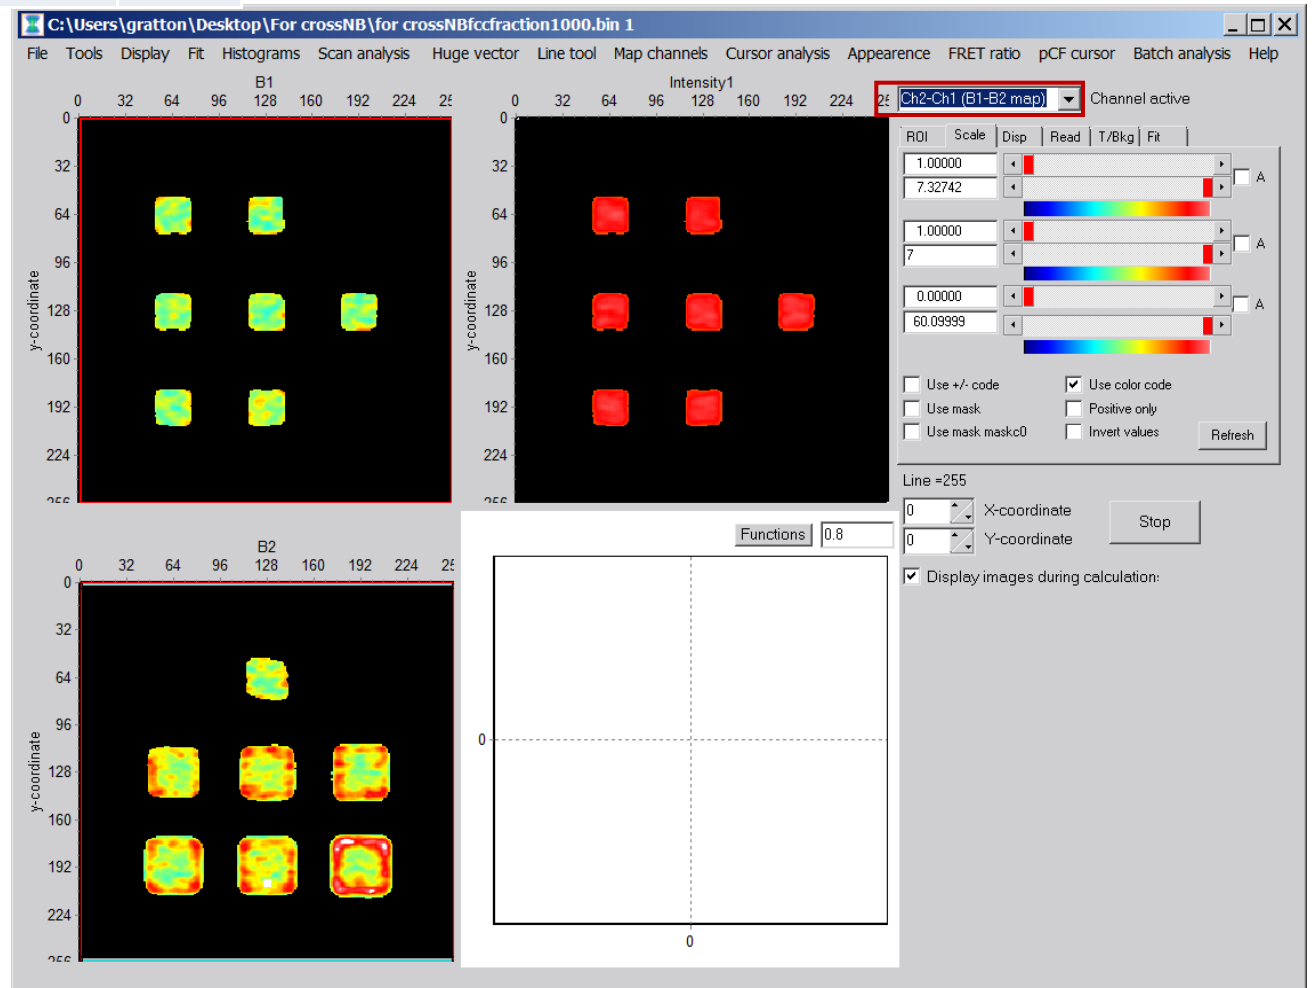 C:\Users\gratton\Desktop\For crossNB\for crossNBfccfraction1000.bin 1
File Tools Display Fit Histograms Scan analysis Huge vector Line tool Map channels Cursor analysis Appearence FRET ratio pCF cursor Batch analysis Help
B1
0 32 64 96 128 160 192 224 25
0
32
64
96
128
160
192
224
256
y-coordinate
Intensity1
0 32 64 96 128 160 192 224 25
0
32
64
96
128
160
192
224
256
y-coordinate
Ch2-Ch1 (B1-B2 map) Channel active
ROI Scale Disp Read T/Bkg Fit
1.00000
7.32742
A
1.00000
7
A
0.00000
60.09999
A
Use +/- code Use color code
Use mask Positive only
Use mask maskc0 Invert values Refresh
Line =255
0 X-coordinate
0 Y-coordinate
Stop
Display images during calculation:
B2
0 32 64 96 128 160 192 224 25
0
32
64
96
128
160
192
224
256
y-coordinate
Functions 0.8
0
0